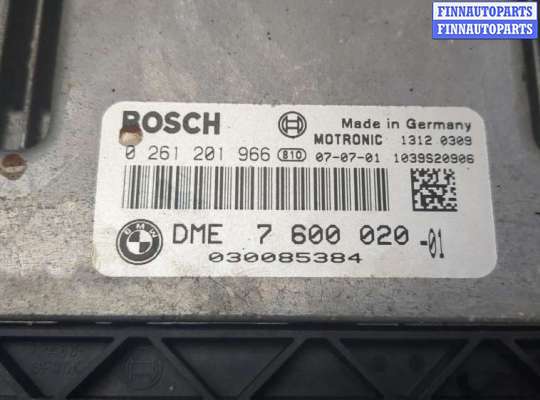 FINNAUTOPARTS
FINNAUTOPARTS
BOSCH
Made in Germany
MOTRONIC 1312 0309
0 261 201 966 810 07-07-01 1039S20906
BMW
DME 7 600 020 -01
030085384